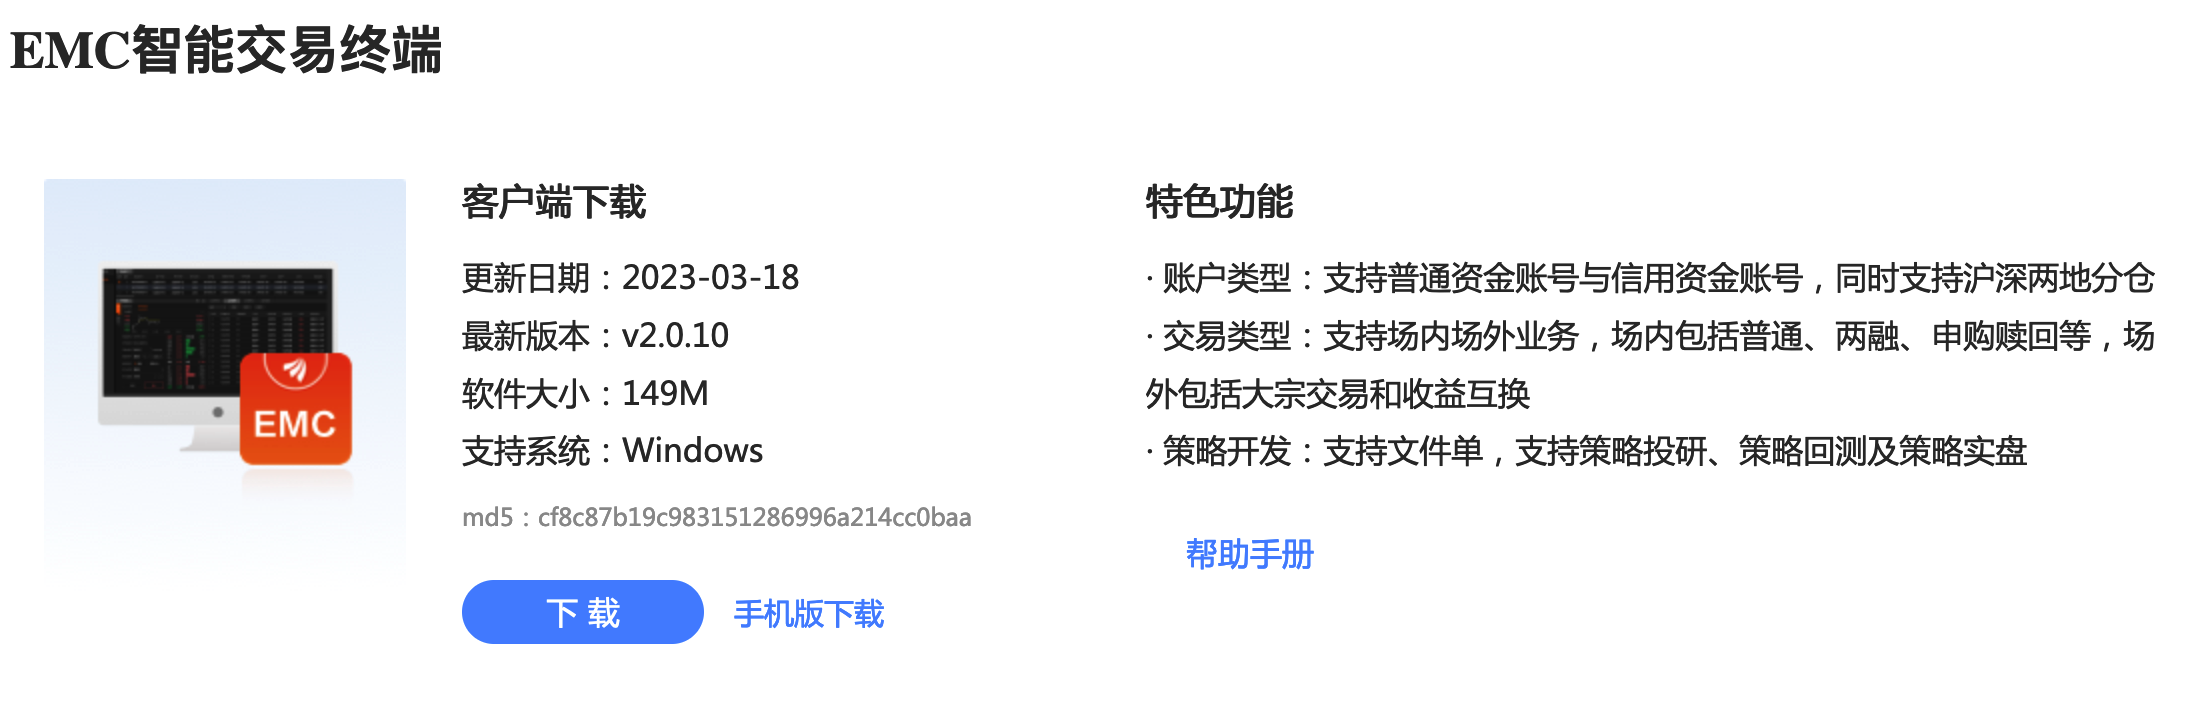 EMC智能交易终端
EMC
客户端下载
更新日期：2023-03-18
最新版本：v2.0.10
软件大小：149M
支持系统：Windows
md5：cf8c87b19c983151286996a214cc0baa
下 载
手机版下载
特色功能
· 账户类型：支持普通资金账号与信用资金账号，同时支持沪深两地分仓
· 交易类型：支持场内场外业务，场内包括普通、两融、申购赎回等，场
外包括大宗交易和收益互换
· 策略开发：支持文件单，支持策略投研、策略回测及策略实盘
帮助手册